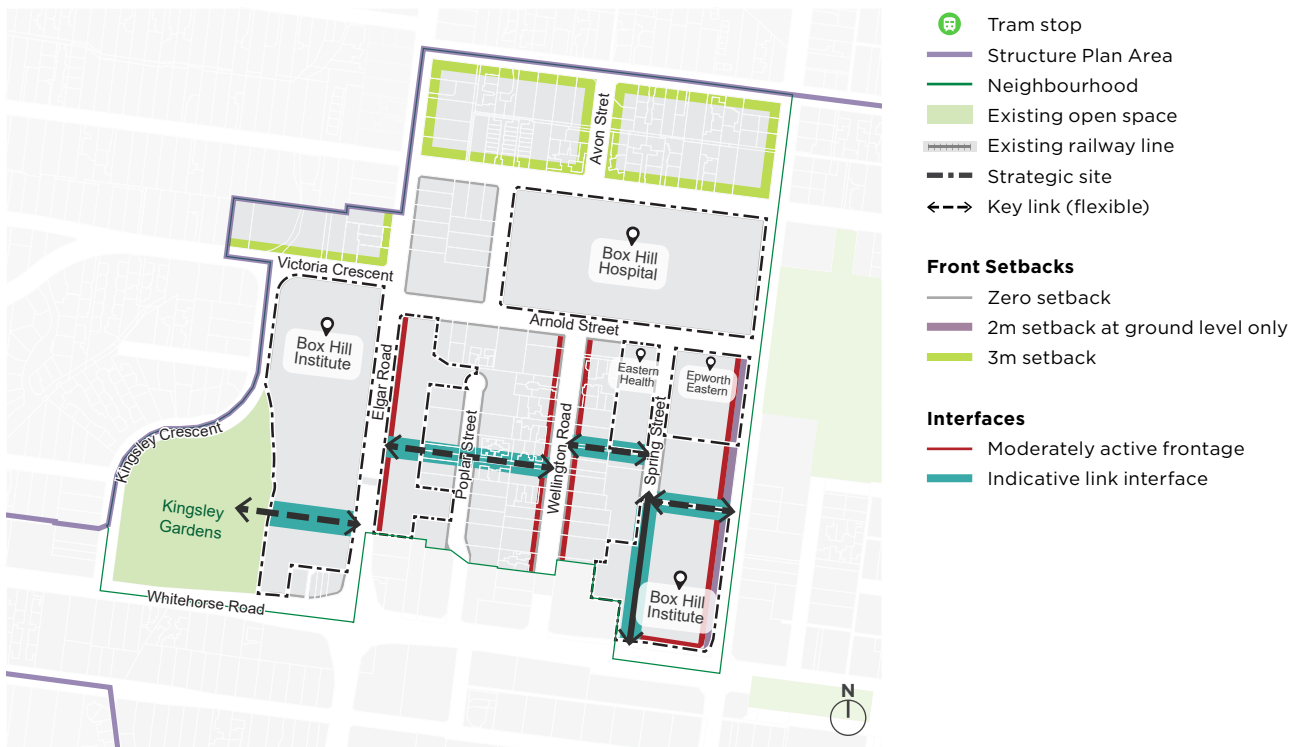 Avon Stret
Box Hill
Hospital
Victoria Crescent
Arnold Street
Box Hill
Institute
Elgar Road
Eastern
Health
Epworth
Eastern
Kingsley Crescent
Poplar Street
Wellington Road
Spring Street
Kingsley
Gardens
Box Hill
Institute
Whitehorse Road
N
Tram stop
Structure Plan Area
Neighbourhood
Existing open space
Existing railway line
Strategic site
Key link (flexible)
Front Setbacks
Zero setback
2m setback at ground level only
3m setback
Interfaces
Moderately active frontage
Indicative link interface